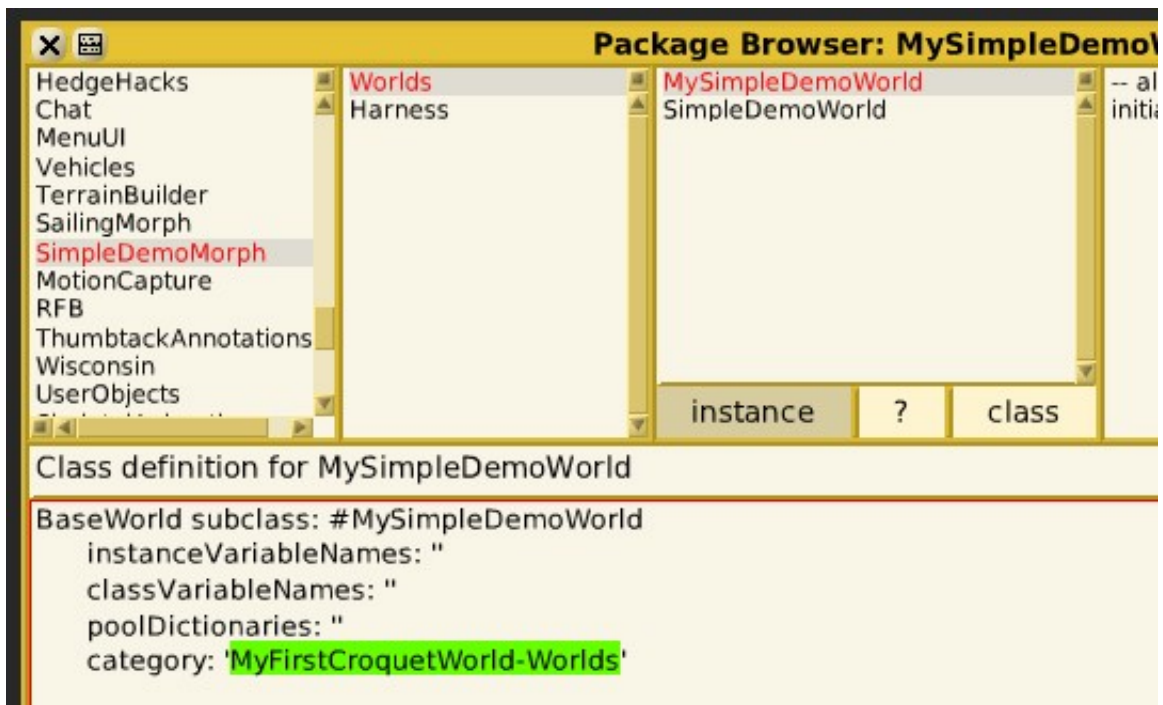 Package Browser: MySimpleDemo
HedgeHacks
Chat
MenuUI
Vehicles
TerrainBuilder
SailingMorph
SimpleDemoMorph
MotionCapture
RFB
ThumbtackAnnotations
Wisconsin
UserObjects
Worlds
Harness
MySimpleDemoWorld
SimpleDemoWorld
instance ? class
-- al
initia
Class definition for MySimpleDemoWorld
BaseWorld subclass: #MySimpleDemoWorld
instanceVariableNames: ''
classVariableNames: ''
poolDictionaries: ''
category: 'MyFirstCroquetWorld-Worlds'